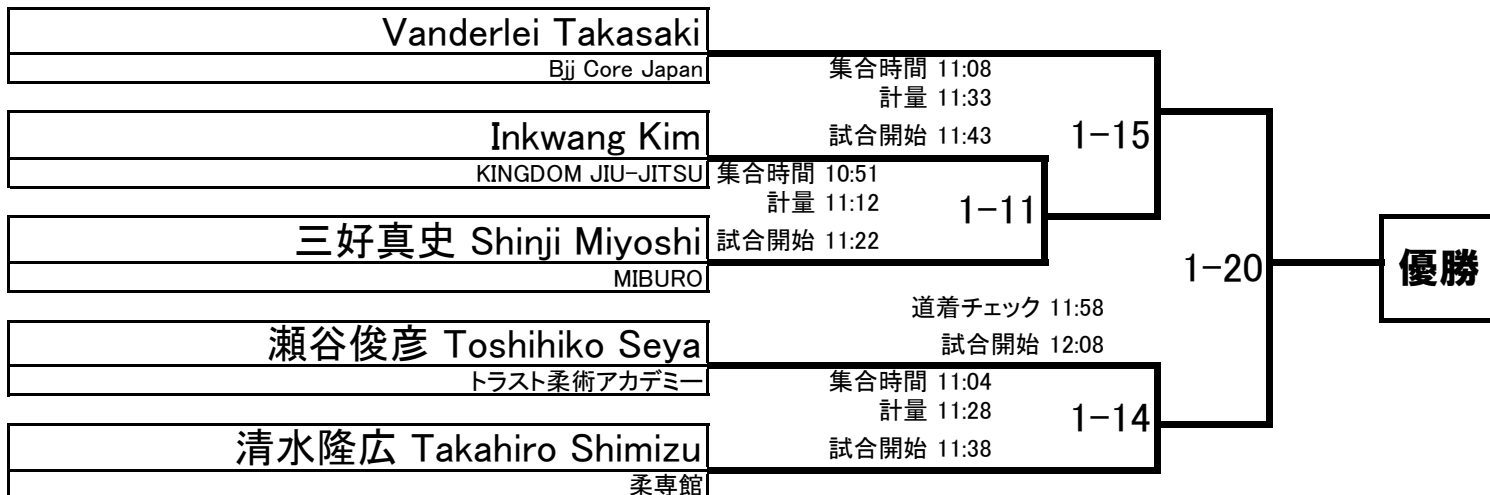 Vanderlei Takasaki
Bjj Core Japan
集合時間 11:08
計量 11:33
試合開始 11:43
1-15
Inkwang Kim
KINGDOM JIU-JITSU
集合時間 10:51
計量 11:12
試合開始 11:22
1-11
三好真史 Shinji Miyoshi
MIBURO
1-20
優勝
道着チェック 11:58
試合開始 12:08
瀬谷俊彦 Toshihiko Seya
トラスト柔術アカデミー
集合時間 11:04
計量 11:28
試合開始 11:38
1-14
清水隆広 Takahiro Shimizu
柔専館